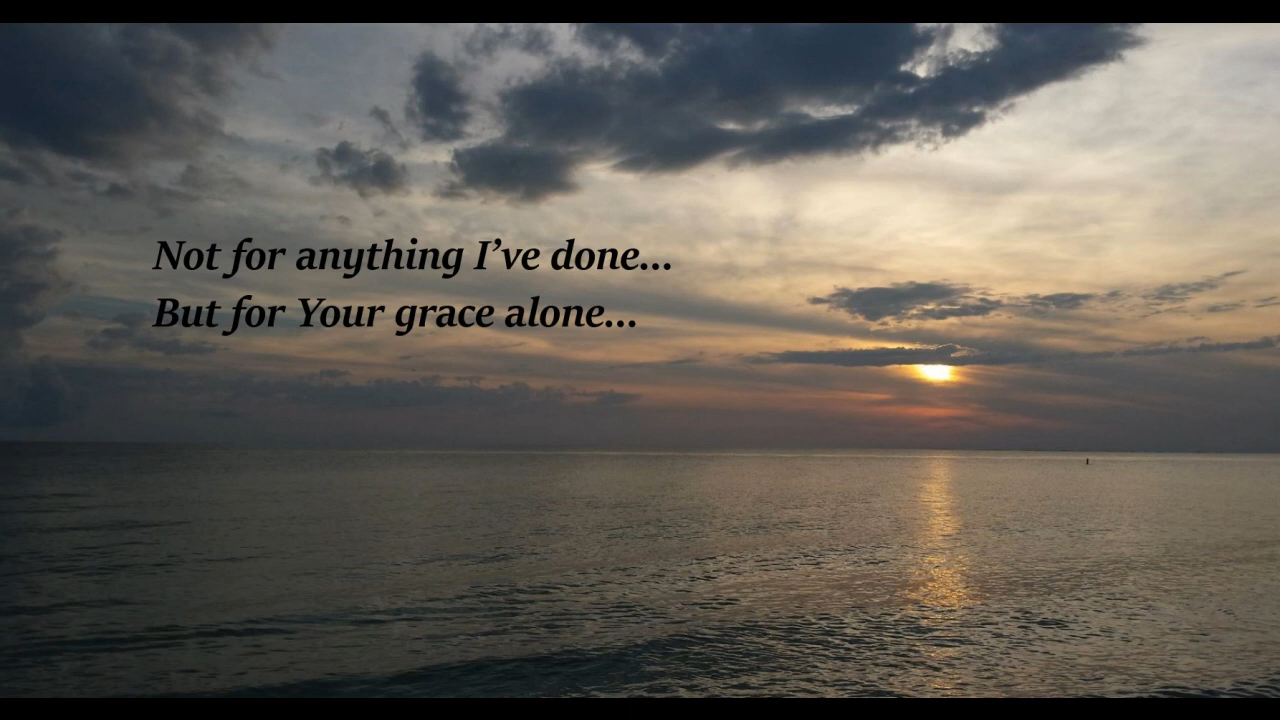 Not for anything I’ve done...
But for Your grace alone...